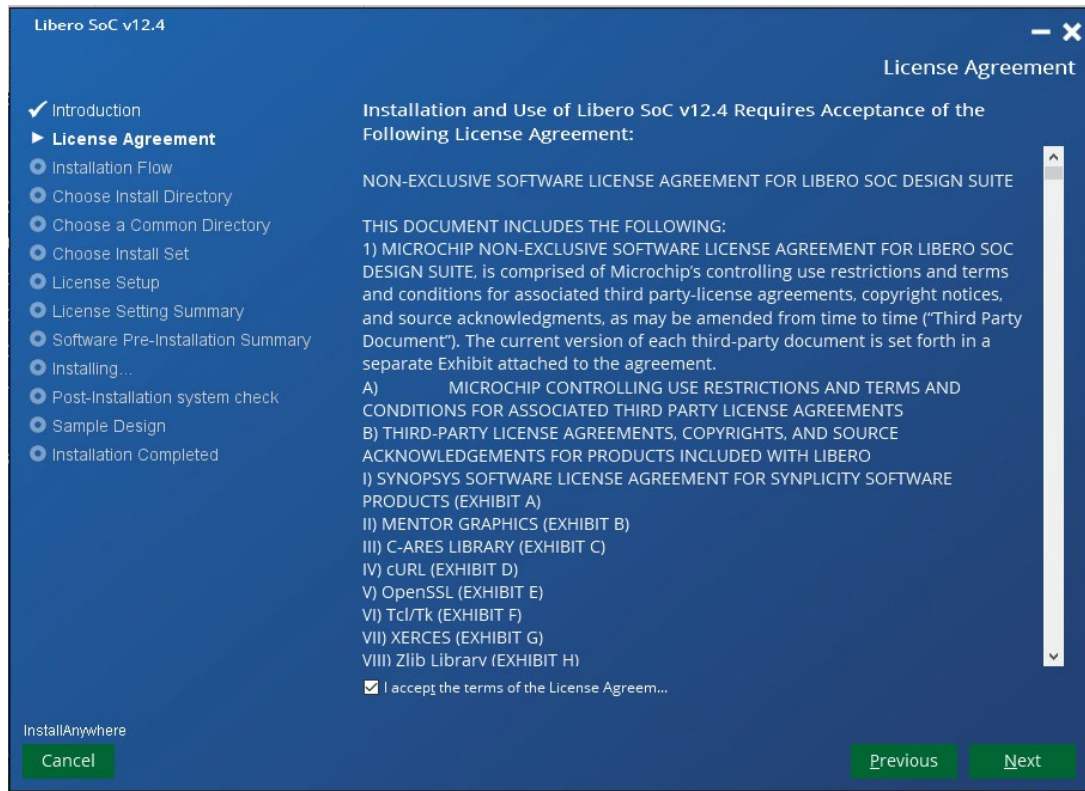 Libero SoC v12.4
License Agreement
Introduction
License Agreement
Installation Flow
Choose Install Directory
Choose a Common Directory
Choose Install Set
License Setup
License Setting Summary
Software Pre-Installation Summary
Installing...
Post-Installation system check
Sample Design
Installation Completed
Installation and Use of Libero SoC v12.4 Requires Acceptance of the
Following License Agreement:
NON-EXCLUSIVE SOFTWARE LICENSE AGREEMENT FOR LIBERO SOC DESIGN SUITE
THIS DOCUMENT INCLUDES THE FOLLOWING:
1) MICROCHIP NON-EXCLUSIVE SOFTWARE LICENSE AGREEMENT FOR LIBERO SOC
DESIGN SUITE, is comprised of Microchip’s controlling use restrictions and terms
and conditions for associated third party-license agreements, copyright notices,
and source acknowledgments, as may be amended from time to time (“Third Party
Document”). The current version of each third-party document is set forth in a
separate Exhibit attached to the agreement.
A) MICROCHIP CONTROLLING USE RESTRICTIONS AND TERMS AND
CONDITIONS FOR ASSOCIATED THIRD PARTY LICENSE AGREEMENTS
B) THIRD-PARTY LICENSE AGREEMENTS, COPYRIGHTS, AND SOURCE
ACKNOWLEDGEMENTS FOR PRODUCTS INCLUDED WITH LIBERO
I) SYNOPSYS SOFTWARE LICENSE AGREEMENT FOR SYNPLICITY SOFTWARE
PRODUCTS (EXHIBIT A)
II) MENTOR GRAPHICS (EXHIBIT B)
III) C-ARES LIBRARY (EXHIBIT C)
IV) cURL (EXHIBIT D)
V) OpenSSL (EXHIBIT E)
VI) Tcl/Tk (EXHIBIT F)
VII) XERCES (EXHIBIT G)
VIII) Zlib Library (EXHIBIT H)
I accept the terms of the License Agreem...
InstallAnywhere
Cancel
Previous
Next